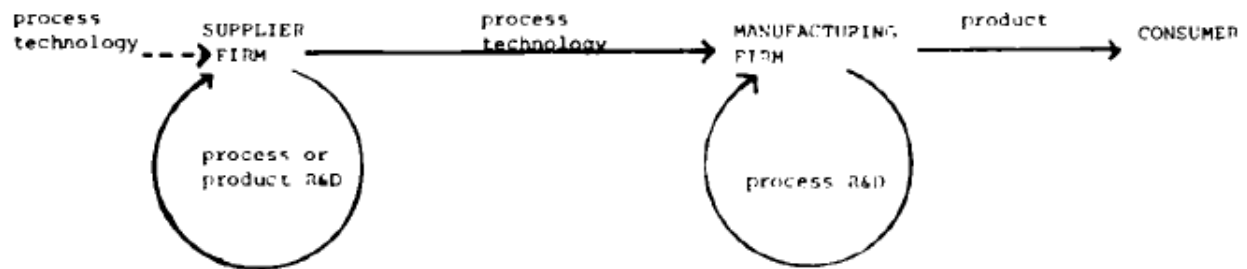 process
technology
SUPPLIER
FIRM
process
technology
MANUFACTURING
FIRM
product
CONSUMER
process or
product R&D
process R&D